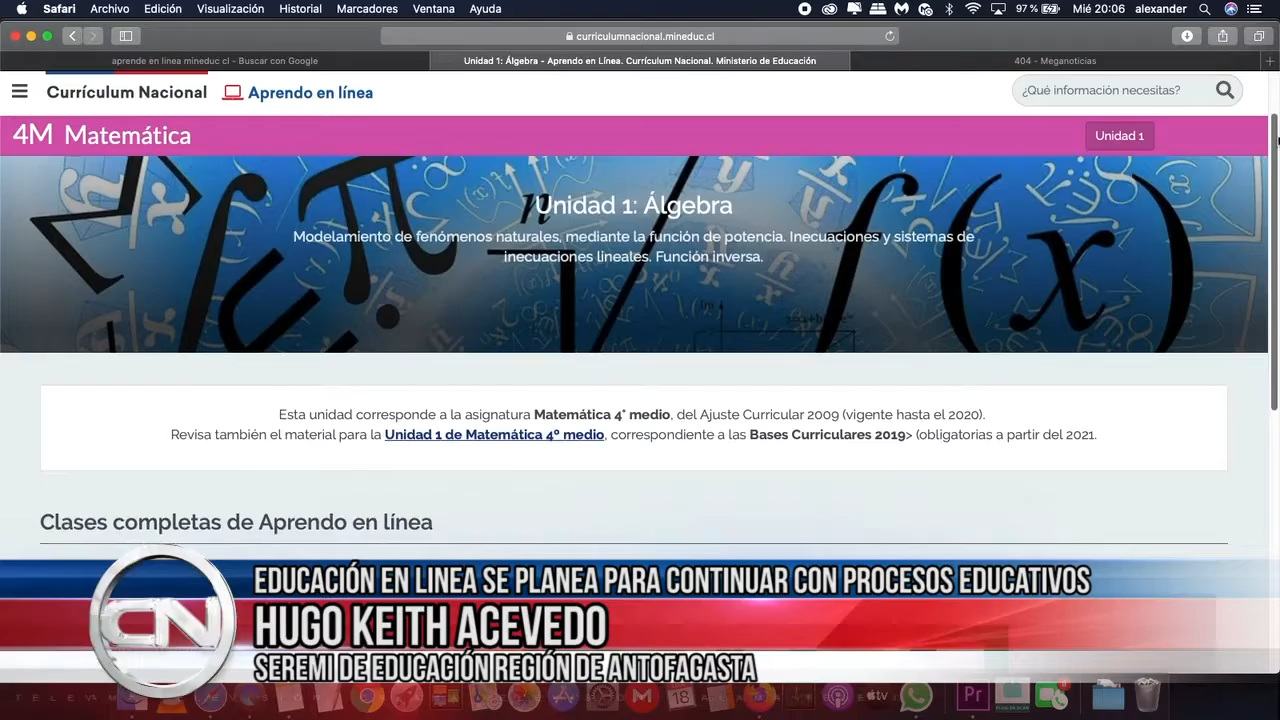 Safari Archivo Edición Visualización Historial Marcadores Ventana Ayuda 97 % Mié 20:06 alexander
curriculumnacional.mineduc.cl
aprende en linea mineduc cl - Buscar con Google
Unidad 1: Álgebra - Aprendo en Línea. Currículum Nacional. Ministerio de Educación
404 - Meganoticias
Currículum Nacional Aprendo en línea ¿Qué información necesitas?
4M Matemática Unidad 1
Unidad 1: Álgebra
Modelamiento de fenómenos naturales, mediante la función de potencia. Inecuaciones y sistemas de
inecuaciones lineales. Función inversa.
f(x)
Esta unidad corresponde a la asignatura Matemática 4° medio, del Ajuste Curricular 2009 (vigente hasta el 2020).
Revisa también el material para la Unidad 1 de Matemática 4º medio, correspondiente a las Bases Curriculares 2019> (obligatorias a partir del 2021.
Clases completas de Aprendo en línea
CN
EDUCACIÓN EN LINEA SE PLANEA PARA CONTINUAR CON PROCESOS EDUCATIVOS
HUGO KEITH ACEVEDO
SEREMI DE EDUCACIÓN REGIÓN DE ANTOFAGASTA
18
tv
Pr